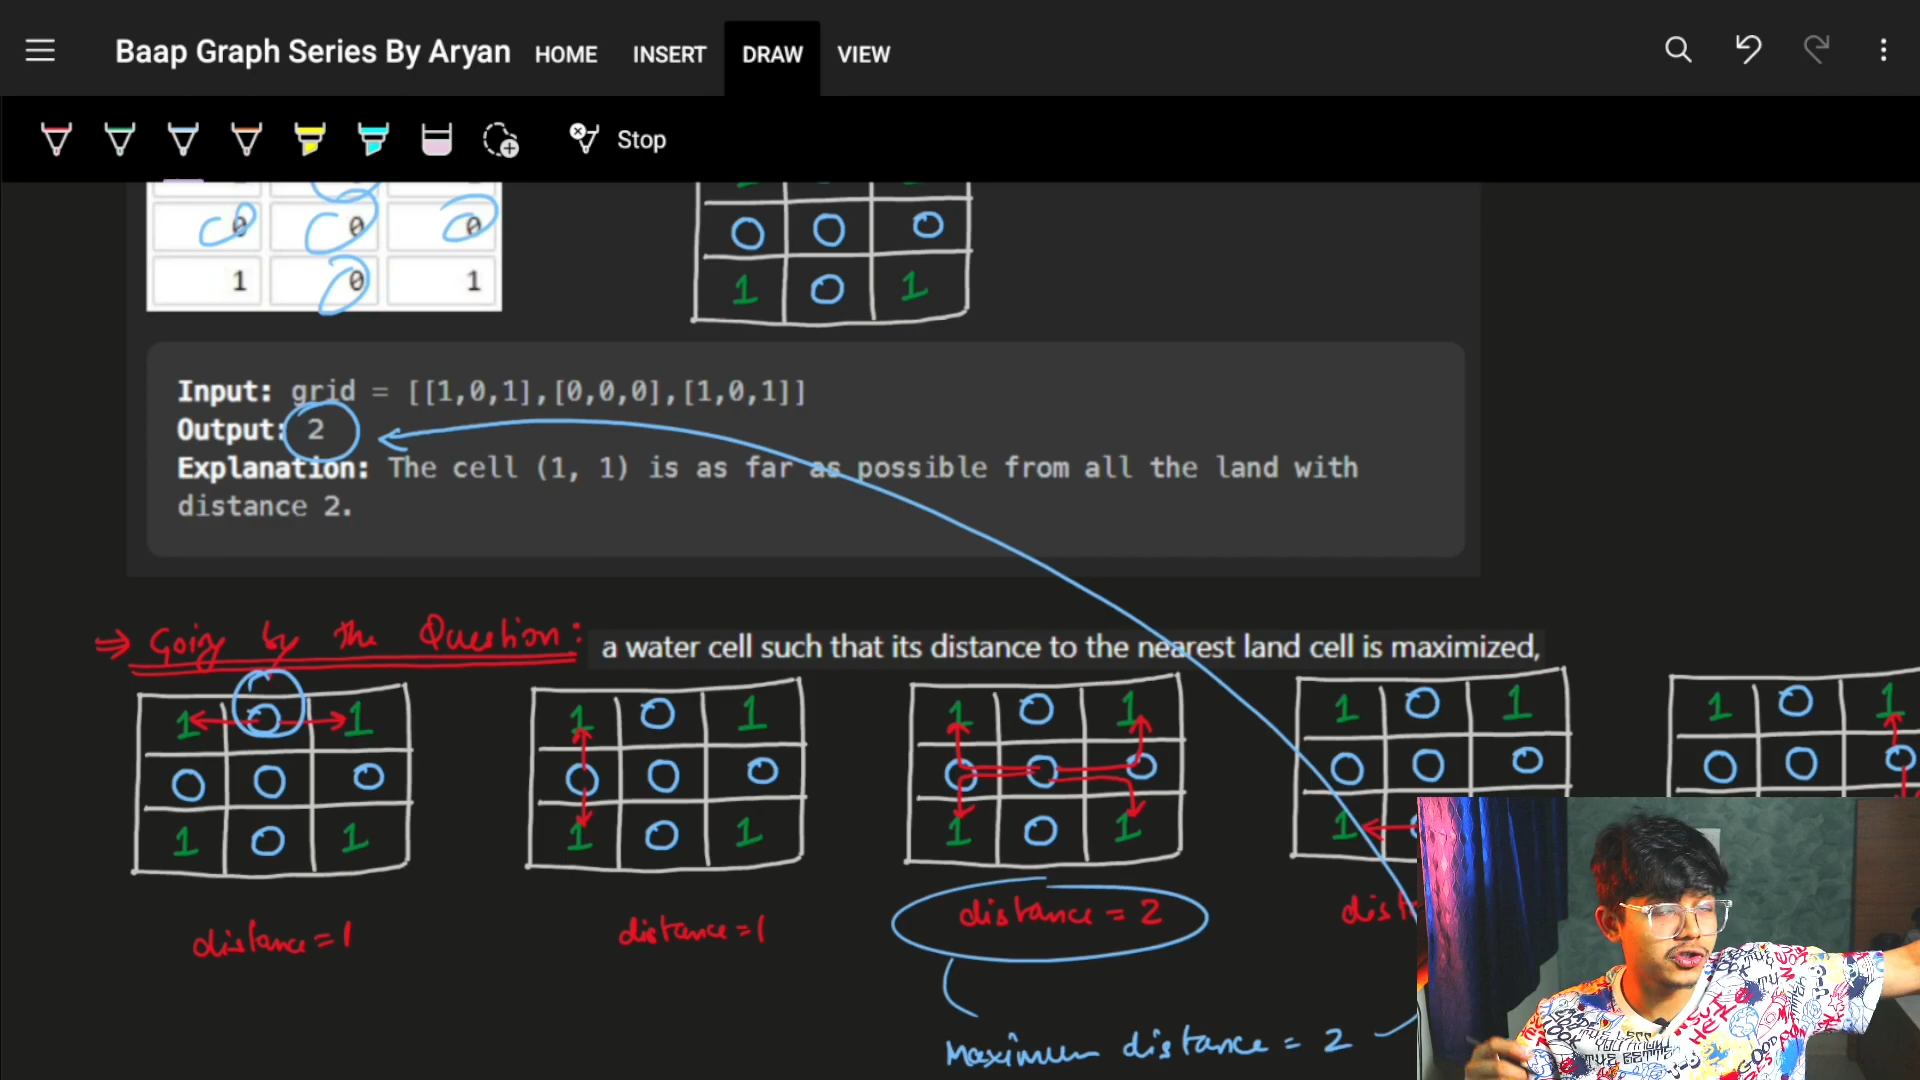 Baap Graph Series By Aryan HOME INSERT DRAW VIEW
Stop
0 0 0
1 0 1
0 0 0
1 0 1
Input: grid = [[1,0,1],[0,0,0],[1,0,1]]
Output: 2
Explanation: The cell (1, 1) is as far as possible from all the land with
distance 2.
⇒ Going by the Question: a water cell such that its distance to the nearest land cell is maximized,
1 0 1 1 0 1 1 0 1 1 0 1 1 0 1
0 0 0 0 0 0 0 0 0 0 0 0 0 0 0
1 0 1 1 0 1 1 0 1 1
distance = 1 distance = 1 distance = 2
Maximum distance = 2